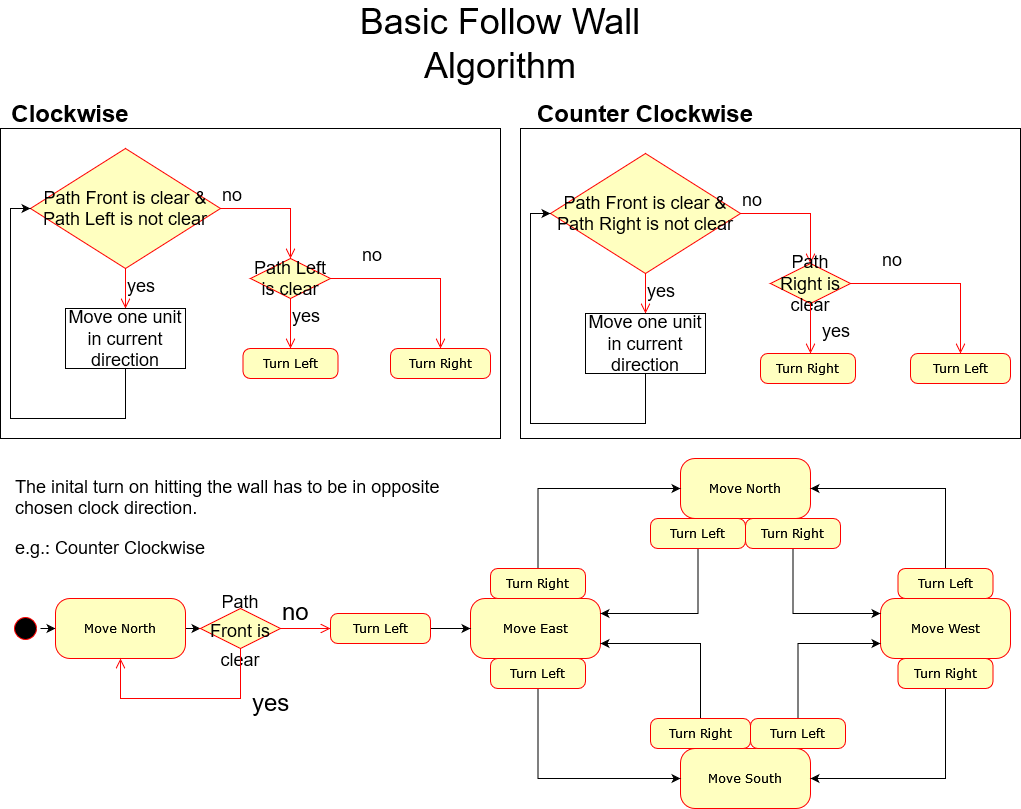 Basic Follow Wall
Algorithm
Clockwise
Path Front is clear &
Path Left is not clear
no
Path Left
is clear
no
yes
Move one unit
in current
direction
yes
Turn Left
Turn Right
Counter Clockwise
Path Front is clear &
Path Right is not clear
no
Path
Right is
clear
no
yes
Move one unit
in current
direction
yes
Turn Right
Turn Left
The inital turn on hitting the wall has to be in opposite
chosen clock direction.
e.g.: Counter Clockwise
Move North
Path
Front is
clear
no
yes
Turn Left
Move North
Turn Left
Turn Right
Turn Right
Move East
Turn Left
Turn Left
Move West
Turn Right
Turn Right
Turn Left
Move South